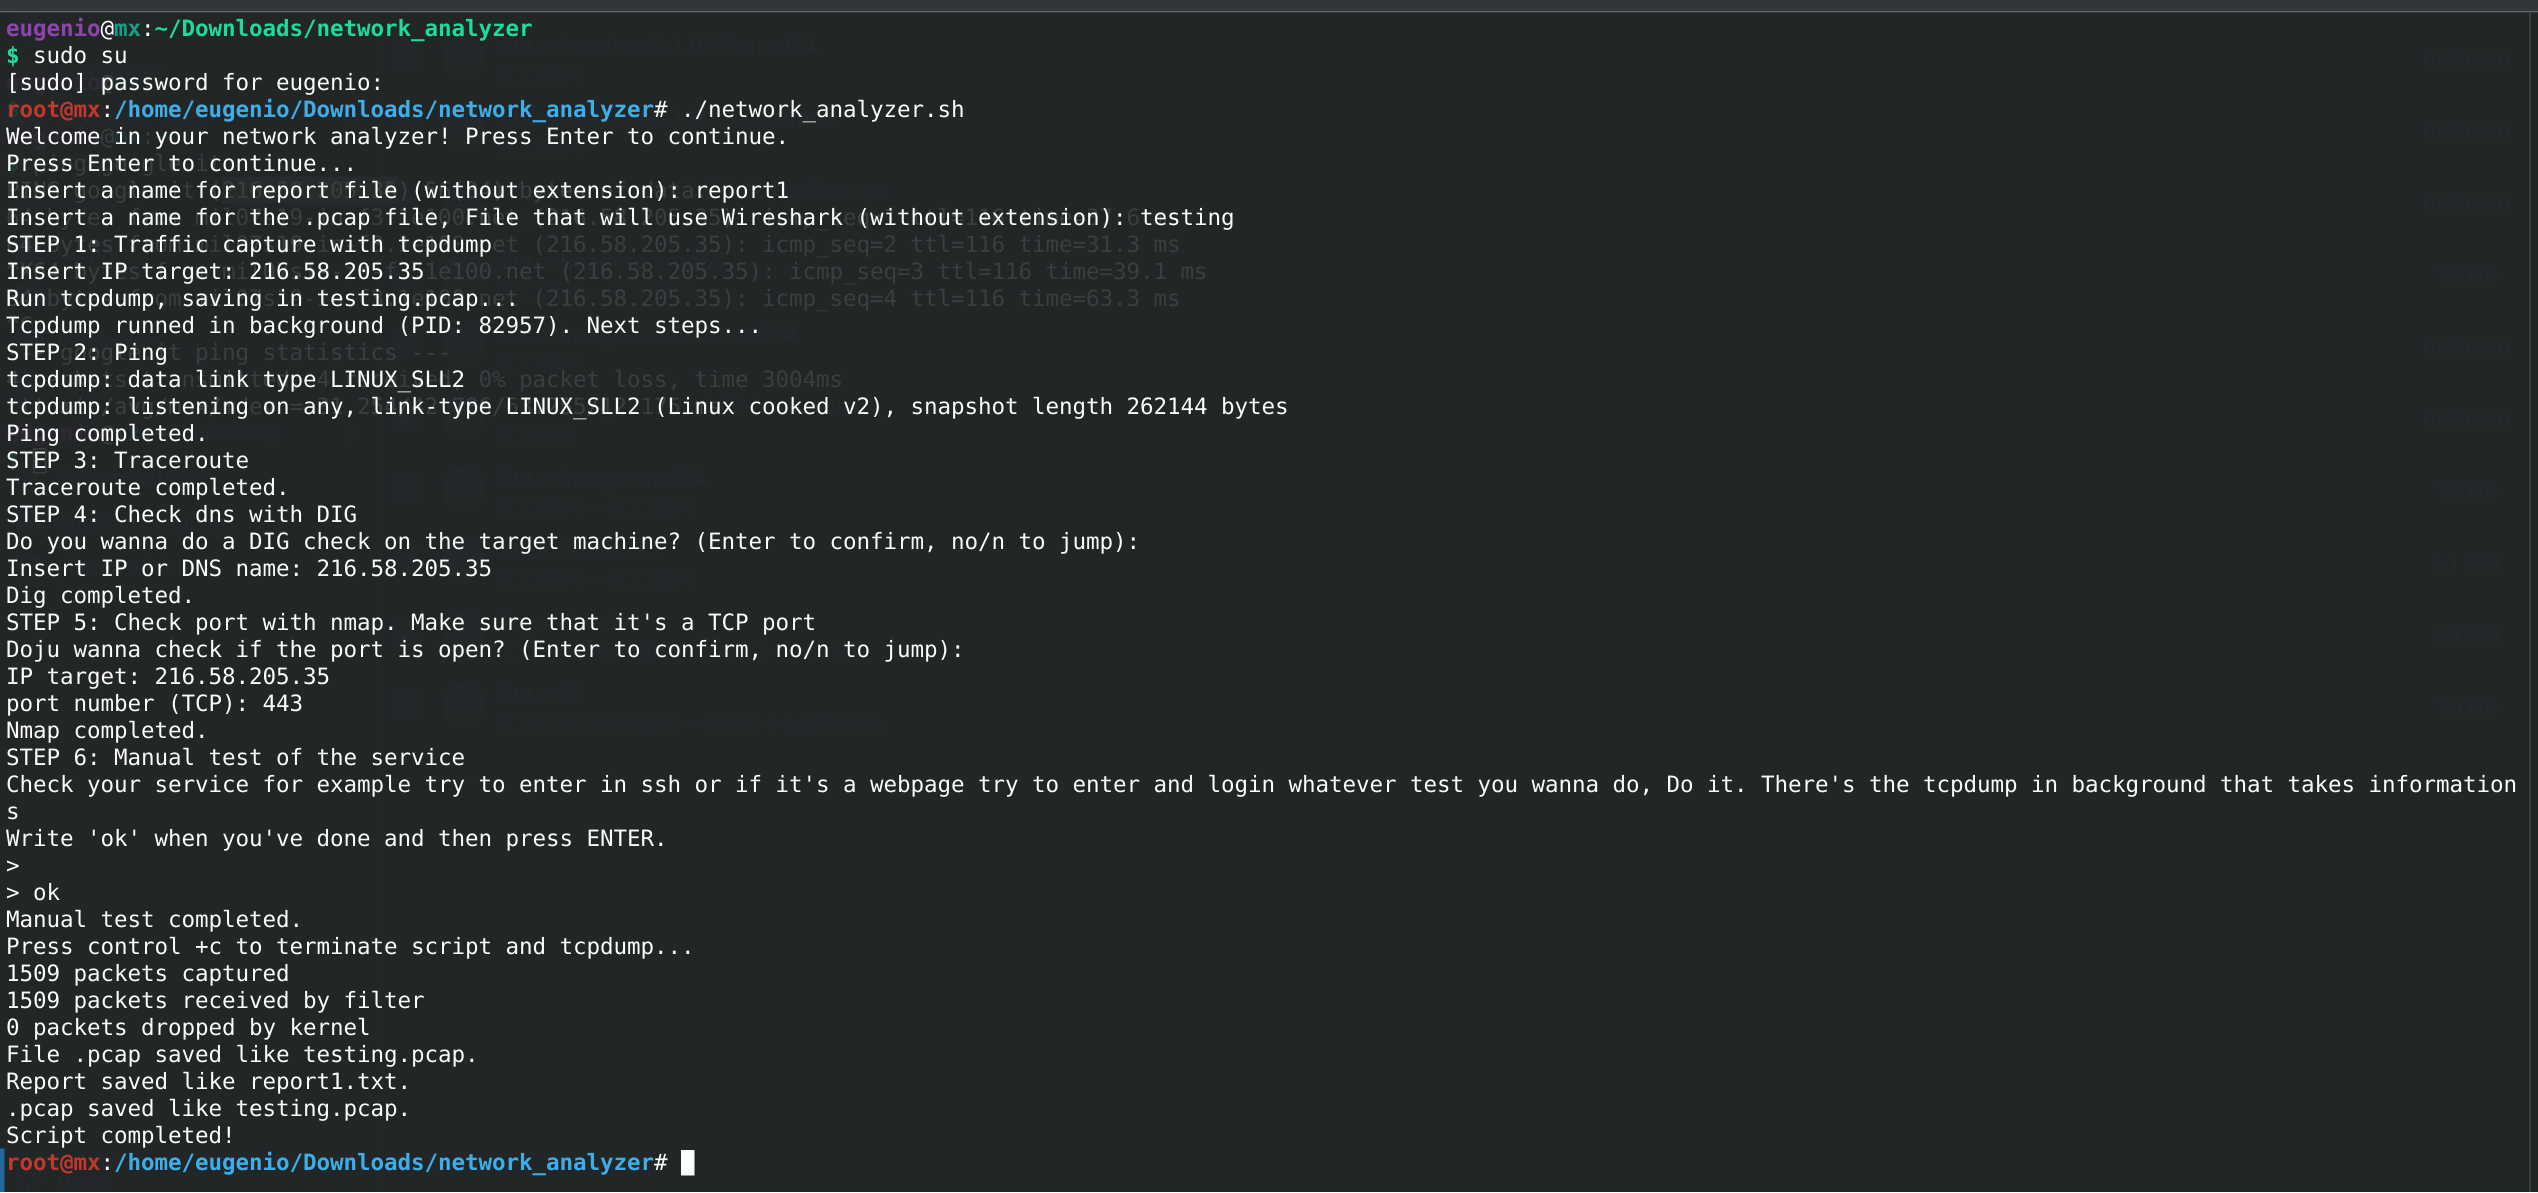 eugenio@mx:~/Downloads/network_analyzer
$ sudo su
[sudo] password for eugenio:
root@mx:/home/eugenio/Downloads/network_analyzer# ./network_analyzer.sh
Welcome in your network analyzer! Press Enter to continue.
Press Enter to continue...
Insert a name for report file (without extension): report1
Insert a name for the .pcap file, File that will use Wireshark (without extension): testing
STEP 1: Traffic capture with tcpdump
Insert IP target: 216.58.205.35
Run tcpdump, saving in testing.pcap...
Tcpdump runned in background (PID: 82957). Next steps...
STEP 2: Ping
tcpdump: data link type LINUX_SLL2
tcpdump: listening on any, link-type LINUX_SLL2 (Linux cooked v2), snapshot length 262144 bytes
Ping completed.
STEP 3: Traceroute
Traceroute completed.
STEP 4: Check dns with DIG
Do you wanna do a DIG check on the target machine? (Enter to confirm, no/n to jump):
Insert IP or DNS name: 216.58.205.35
Dig completed.
STEP 5: Check port with nmap. Make sure that it's a TCP port
Doju wanna check if the port is open? (Enter to confirm, no/n to jump):
IP target: 216.58.205.35
port number (TCP): 443
Nmap completed.
STEP 6: Manual test of the service
Check your service for example try to enter in ssh or if it's a webpage try to enter and login whatever test you wanna do, Do it. There's the tcpdump in background that takes information
s
Write 'ok' when you've done and then press ENTER.
>
> ok
Manual test completed.
Press control +c to terminate script and tcpdump...
1509 packets captured
1509 packets received by filter
0 packets dropped by kernel
File .pcap saved like testing.pcap.
Report saved like report1.txt.
.pcap saved like testing.pcap.
Script completed!
root@mx:/home/eugenio/Downloads/network_analyzer#